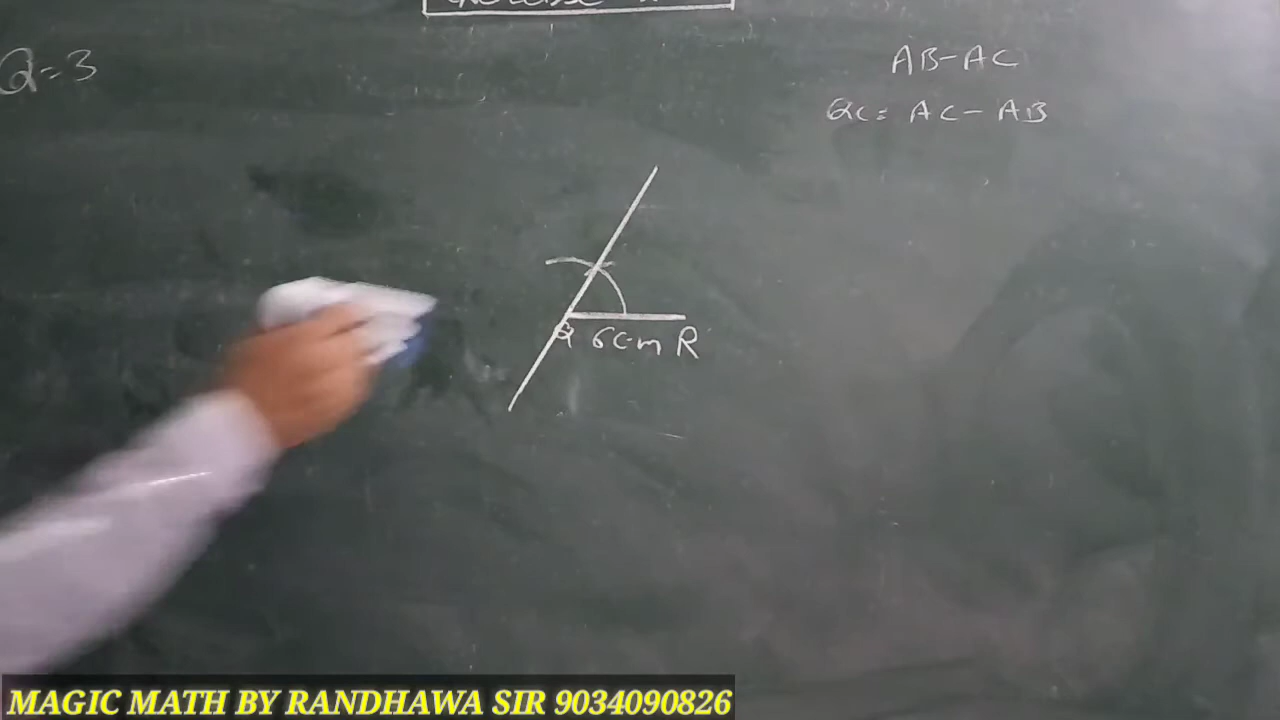 Q=3
AB-AC
QC= AC-AB
Q 6cm R
MAGIC MATH BY RANDHAWA SIR 9034090826